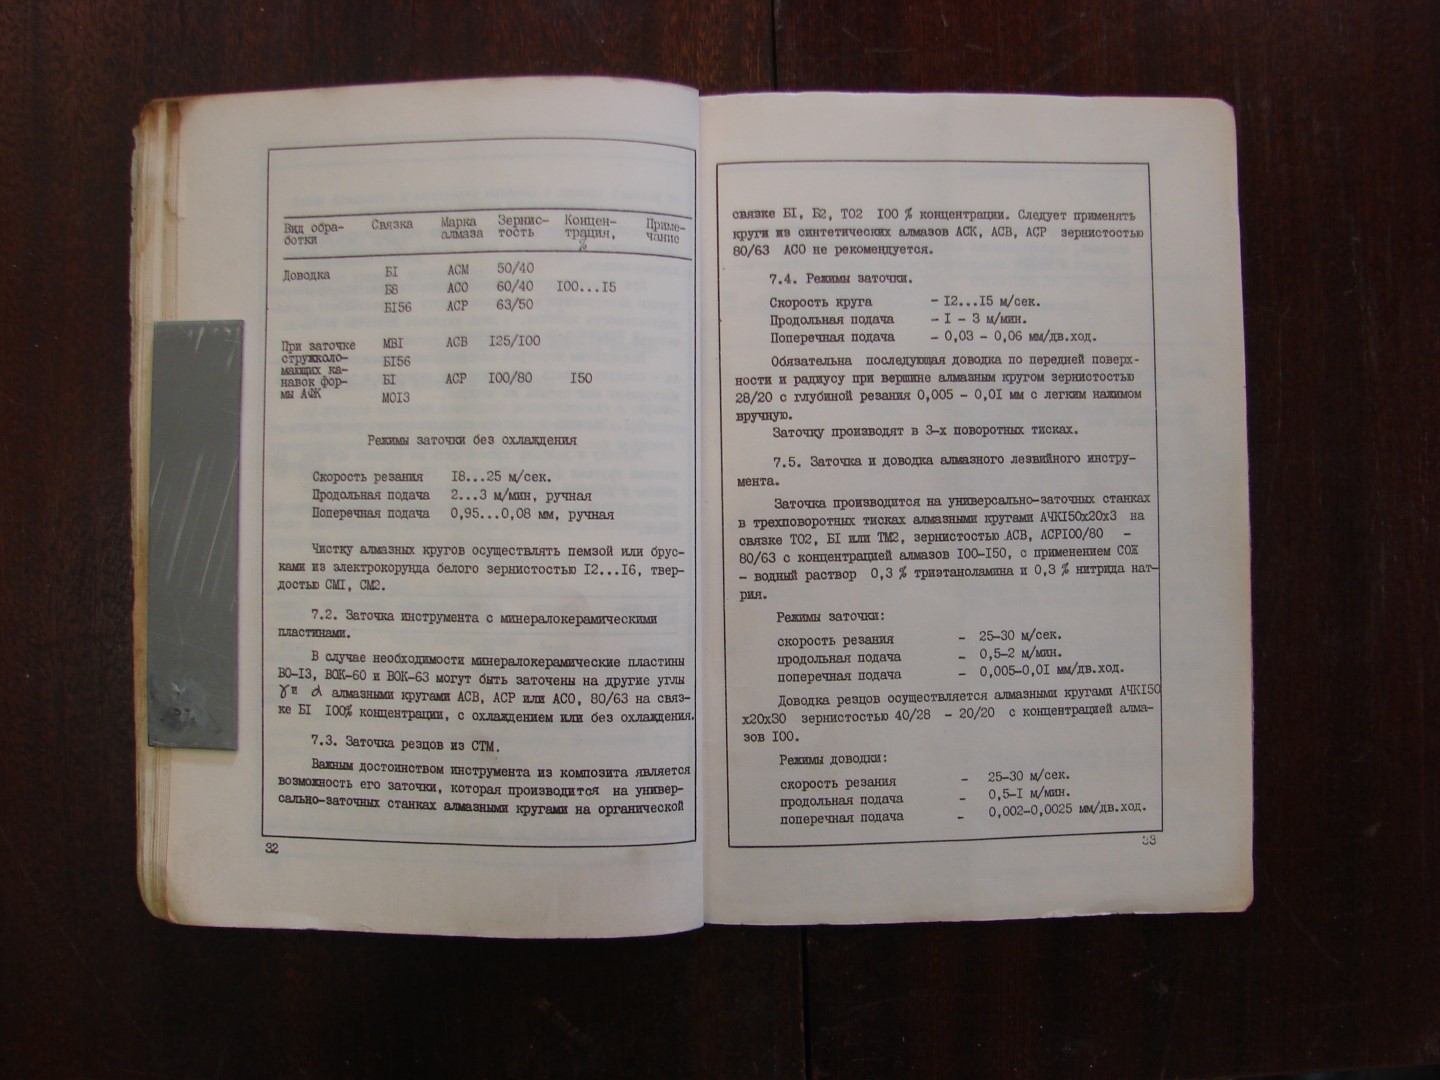 Вид обра- Связка Марка Зернис- Концен- Приме-
ботки алмаза тость трация, чание
%
Доводка БI АСМ 50/40
Б8 АСО 60/40 I00...I5
БI56 АСР 63/50
При заточке МВI АСВ I25/I00
стружколо- БI56
мающих ка-
навок фор- БI АСР I00/80 I50
мы АФК МОI3
Режимы заточки без охлаждения
Скорость резания I8...25 м/сек.
Продольная подача 2...3 м/мин, ручная
Поперечная подача 0,95...0,08 мм, ручная
Чистку алмазных кругов осуществлять пемзой или брус-
ками из электрокорунда белого зернистостью I2...I6, твер-
достью СМI, СМ2.
7.2. Заточка инструмента с минералокерамическими
пластинами.
В случае необходимости минералокерамические пластины
ВО-I3, ВОК-60 и ВОК-63 могут быть заточены на другие углы
γ и α алмазными кругами АСВ, АСР или АСО, 80/63 на связ-
ке БI I00% концентрации, с охлаждением или без охлаждения.
7.3. Заточка резцов из СТМ.
Важным достоинством инструмента из композита является
возможность его заточки, которая производится на универ-
сально-заточных станках алмазными кругами на органической
32
связке БI, Б2, ТО2 I00 % концентрации. Следует применять
круги из синтетических алмазов АСК, АСВ, АСР зернистостью
80/63 АСО не рекомендуется.
7.4. Режимы заточки.
Скорость круга - I2...I5 м/сек.
Продольная подача - I - 3 м/мин.
Поперечная подача - 0,03 - 0,06 мм/дв.ход.
Обязательна последующая доводка по передней поверх-
ности и радиусу при вершине алмазным кругом зернистостью
28/20 с глубиной резания 0,005 - 0,0I мм с легким нажимом
вручную.
Заточку производят в 3-х поворотных тисках.
7.5. Заточка и доводка алмазного лезвийного инстру-
мента.
Заточка производится на универсально-заточных станках
в трехповоротных тисках алмазными кругами АЧКI50х20х3 на
связке ТО2, БI или ТМ2, зернистостью АСВ, АСРI00/80 -
80/63 с концентрацией алмазов I00-I50, с применением СОЖ
- водный раствор 0,3 % триэтаноламина и 0,3 % нитрида нат-
рия.
Режимы заточки:
скорость резания - 25-30 м/сек.
продольная подача - 0,5-2 м/мин.
поперечная подача - 0,005-0,0I мм/дв.ход.
Доводка резцов осуществляется алмазными кругами АЧКI50
х20х30 зернистостью 40/28 - 20/20 с концентрацией алма-
зов I00.
Режимы доводки:
скорость резания - 25-30 м/сек.
продольная подача - 0,5-I м/мин.
поперечная подача - 0,002-0,0025 мм/дв.ход.
33